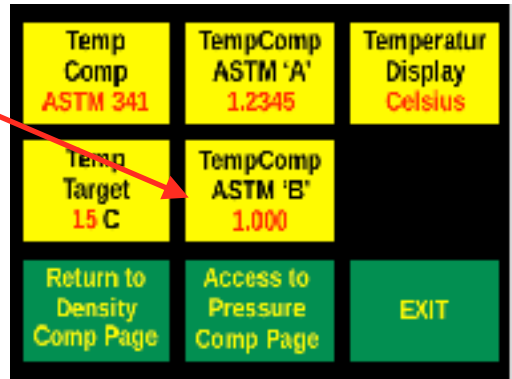 Temp
Comp
ASTM 341
TempComp
ASTM ‘A’
1.2345
Temperatur
Display
Celsius
Temp
Target
15 C
TempComp
ASTM ‘B’
1.000
Return to
Density
Comp Page
Access to
Pressure
Comp Page
EXIT